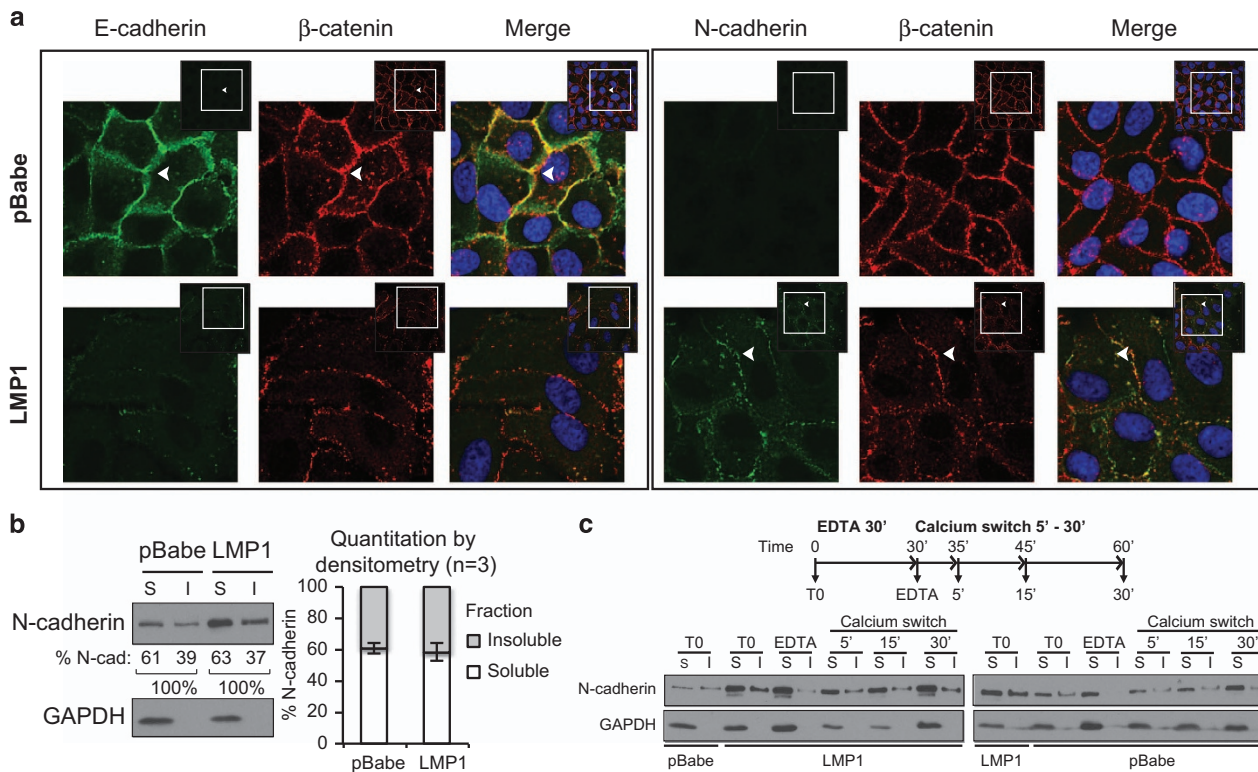 a
E-cadherin β-catenin Merge N-cadherin β-catenin Merge
pBabe
LMP1
b
pBabe LMP1
S I S I
N-cadherin
% N-cad: 61 39 63 37
100% 100%
GAPDH
Quantitation by
densitometry (n=3)
% N-cadherin
100
80
60
40
20
0
pBabe LMP1
Fraction
Insoluble
Soluble
c
EDTA 30' Calcium switch 5' - 30'
Time 0 30' 35' 45' 60'
T0 EDTA 5' 15' 30'
Calcium switch Calcium switch
T0 T0 EDTA 5' 15' 30' T0 T0 EDTA 5' 15' 30'
S I S I S I S I S I S I S I S I S I S I S I S I
N-cadherin
GAPDH
pBabe LMP1 LMP1 pBabe